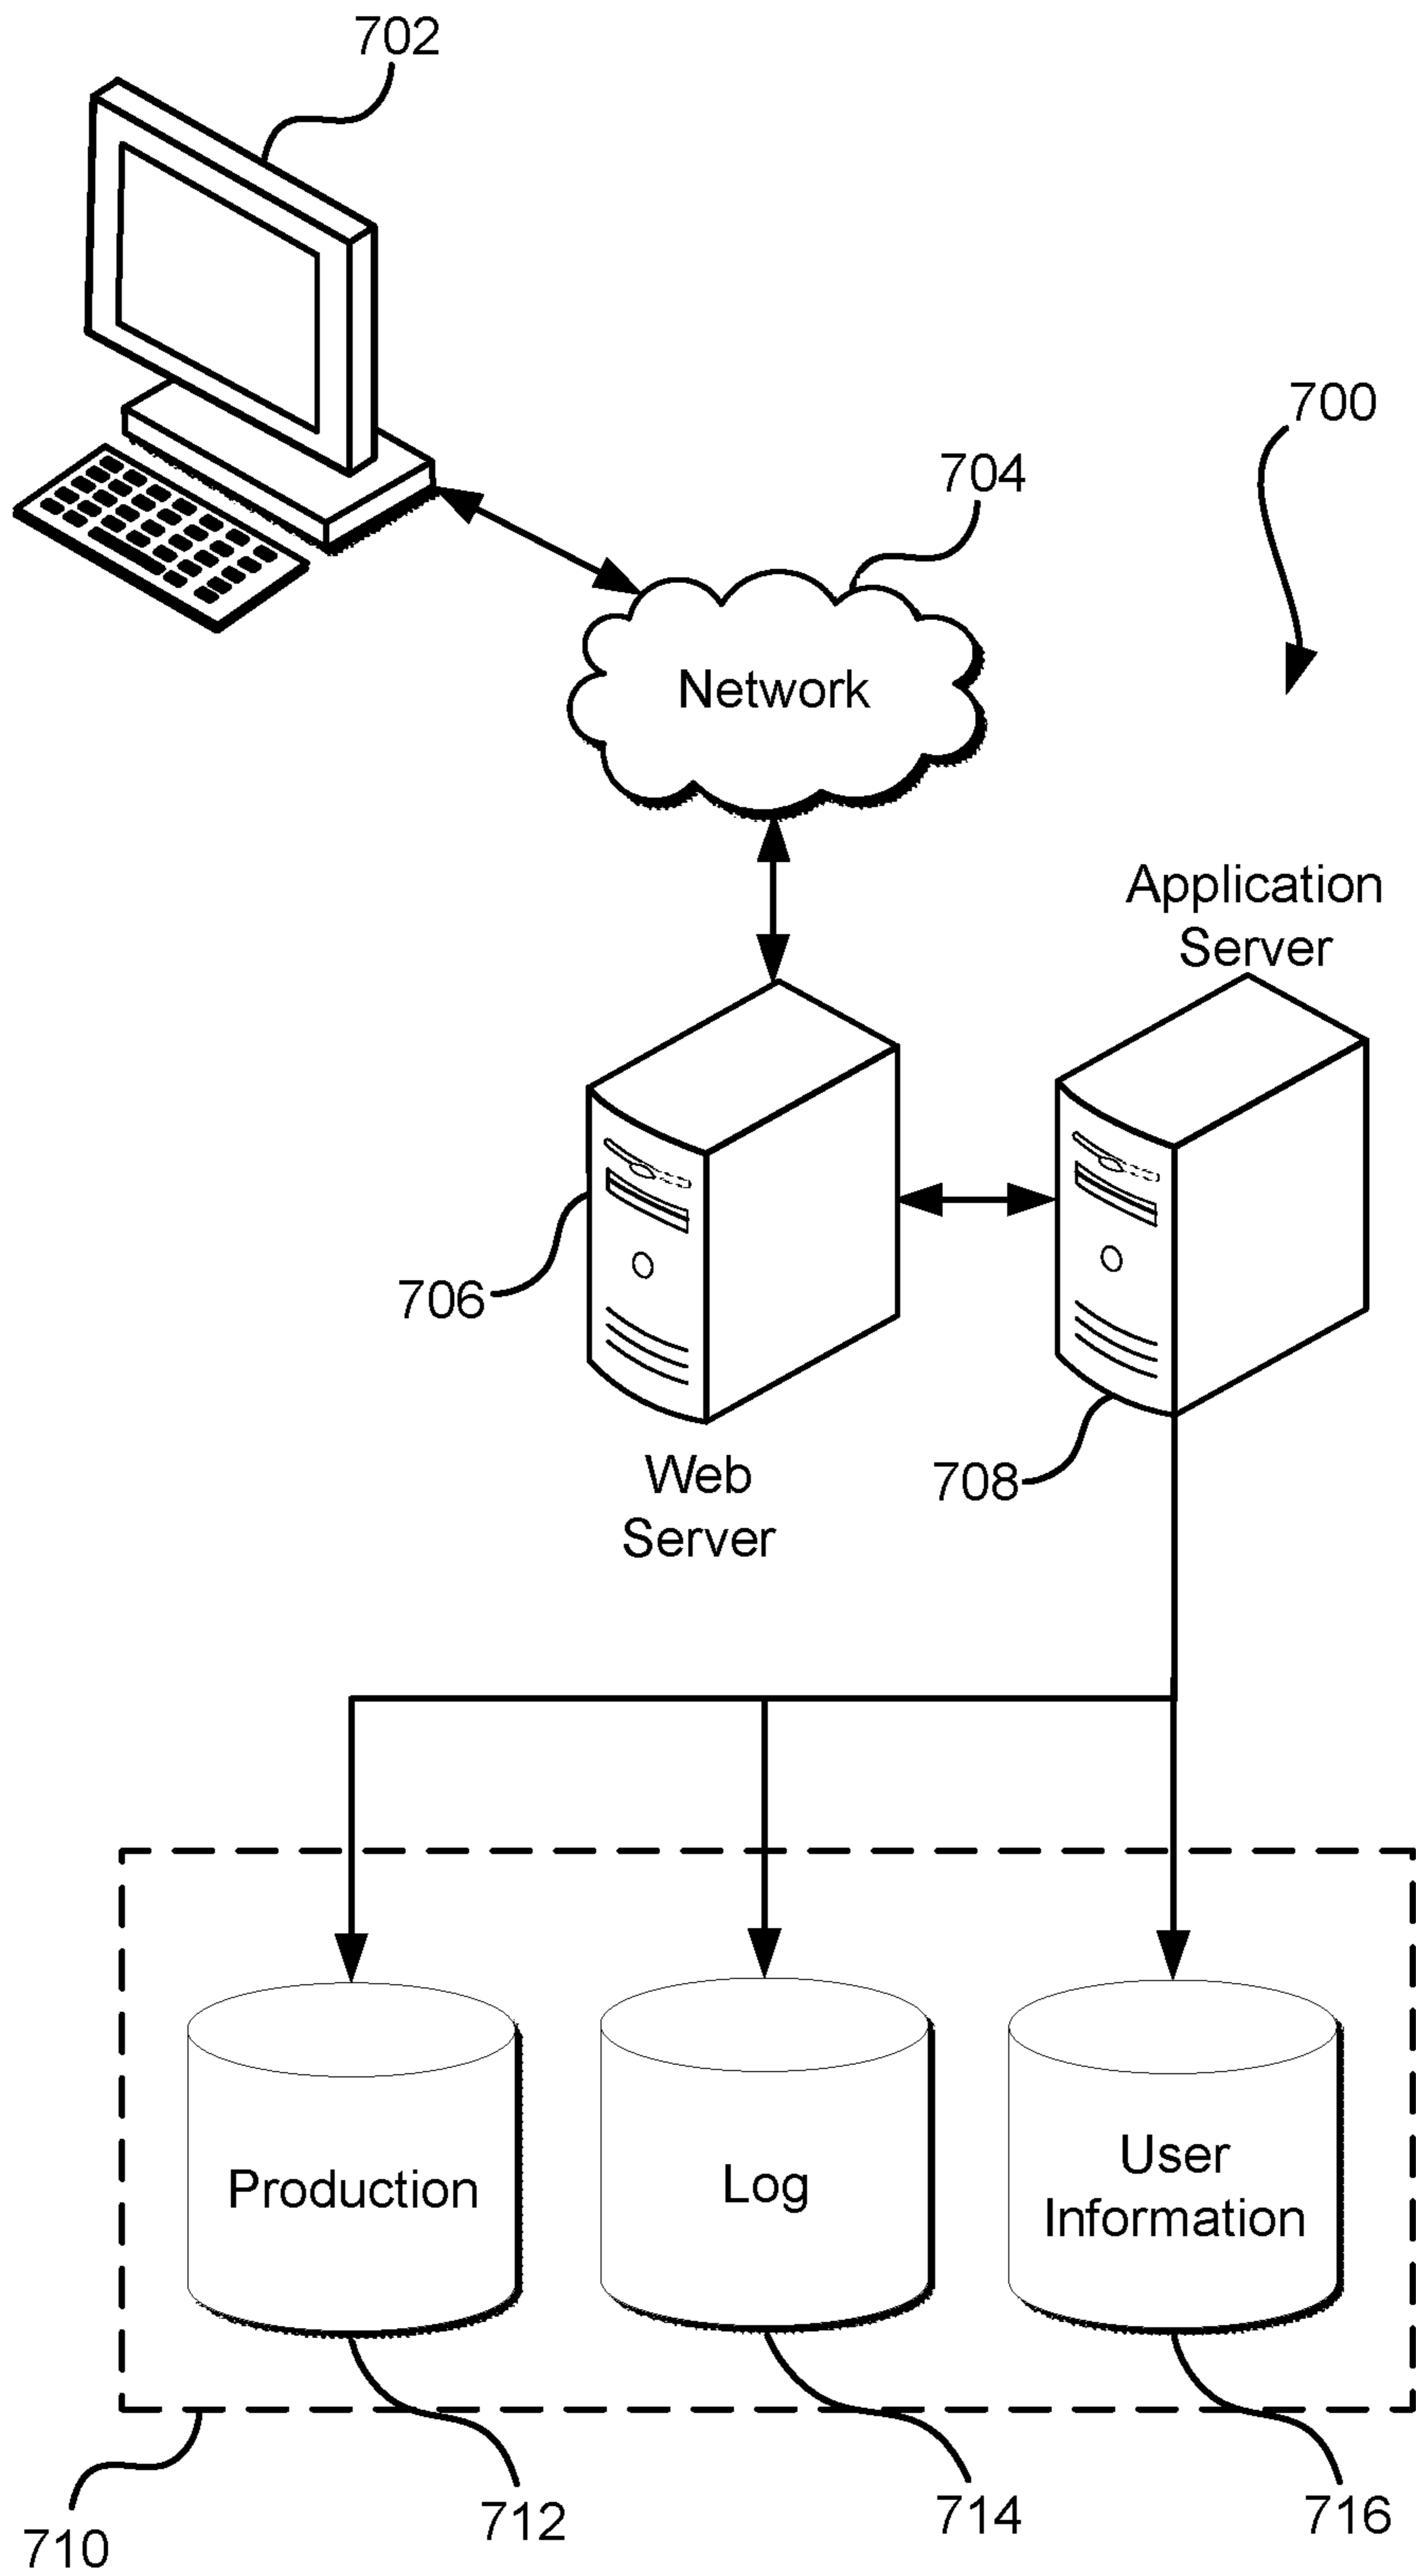 702
700
704
Network
Application
Server
706
Web
Server
708
Production
Log
User
Information
710
712
714
716